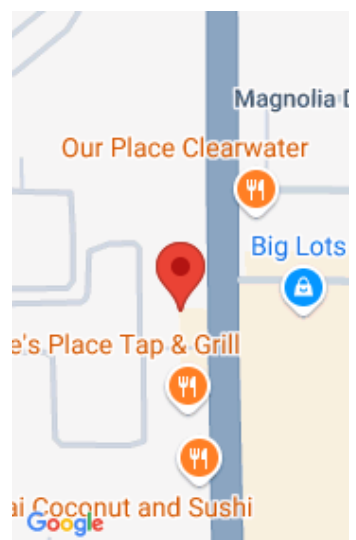 Magnolia D
Our Place Clearwater
Big Lots
e's Place Tap & Grill
ai Coconut and Sushi
Google